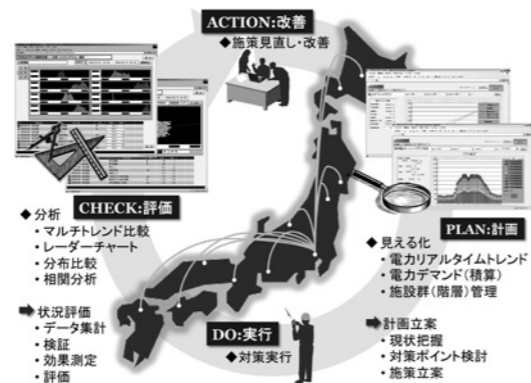 ACTION:改善
◆施策見直し・改善
CHECK:評価
◆分析
・マルチトレンド比較
・レーダーチャート
・分布比較
・相関分析
➡状況評価
・データ集計
・検証
・効果測定
・評価
DO:実行
◆対策実行
PLAN:計画
◆見える化
・電力リアルタイムトレンド
・電力デマンド(積算)
・施設群(階層)管理
➡計画立案
・現状把握
・対策ポイント検討
・施策立案